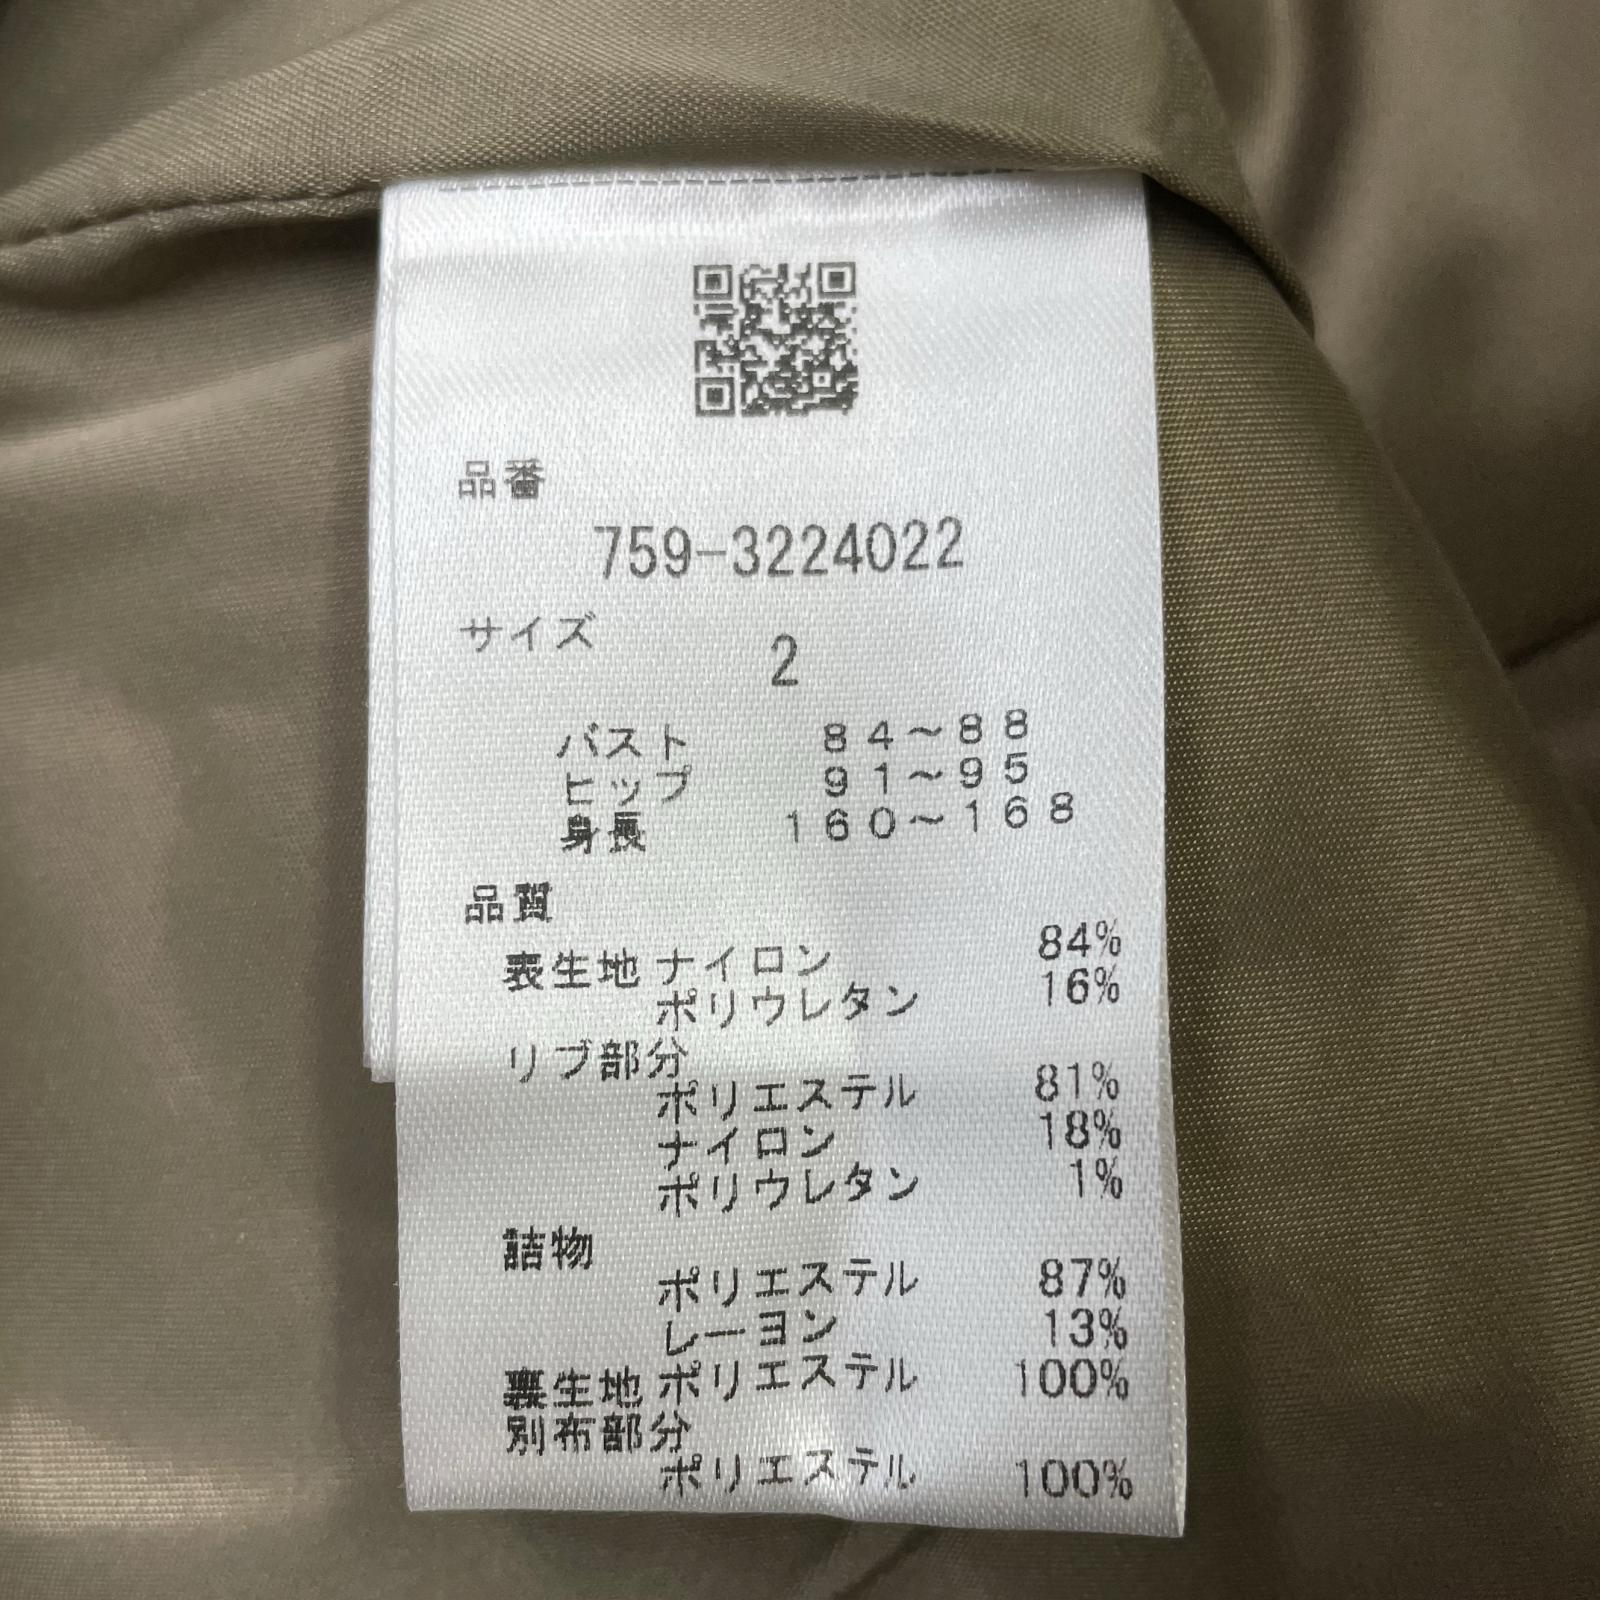 品番
759-3224022
サイズ 2
バスト 84~88
ヒップ 91~95
身長 160~168
品質
表生地 ナイロン 84%
ポリウレタン 16%
リブ部分
ポリエステル 81%
ナイロン 18%
ポリウレタン 1%
詰物
ポリエステル 87%
レーヨン 13%
裏生地 ポリエステル 100%
別布部分
ポリエステル 100%